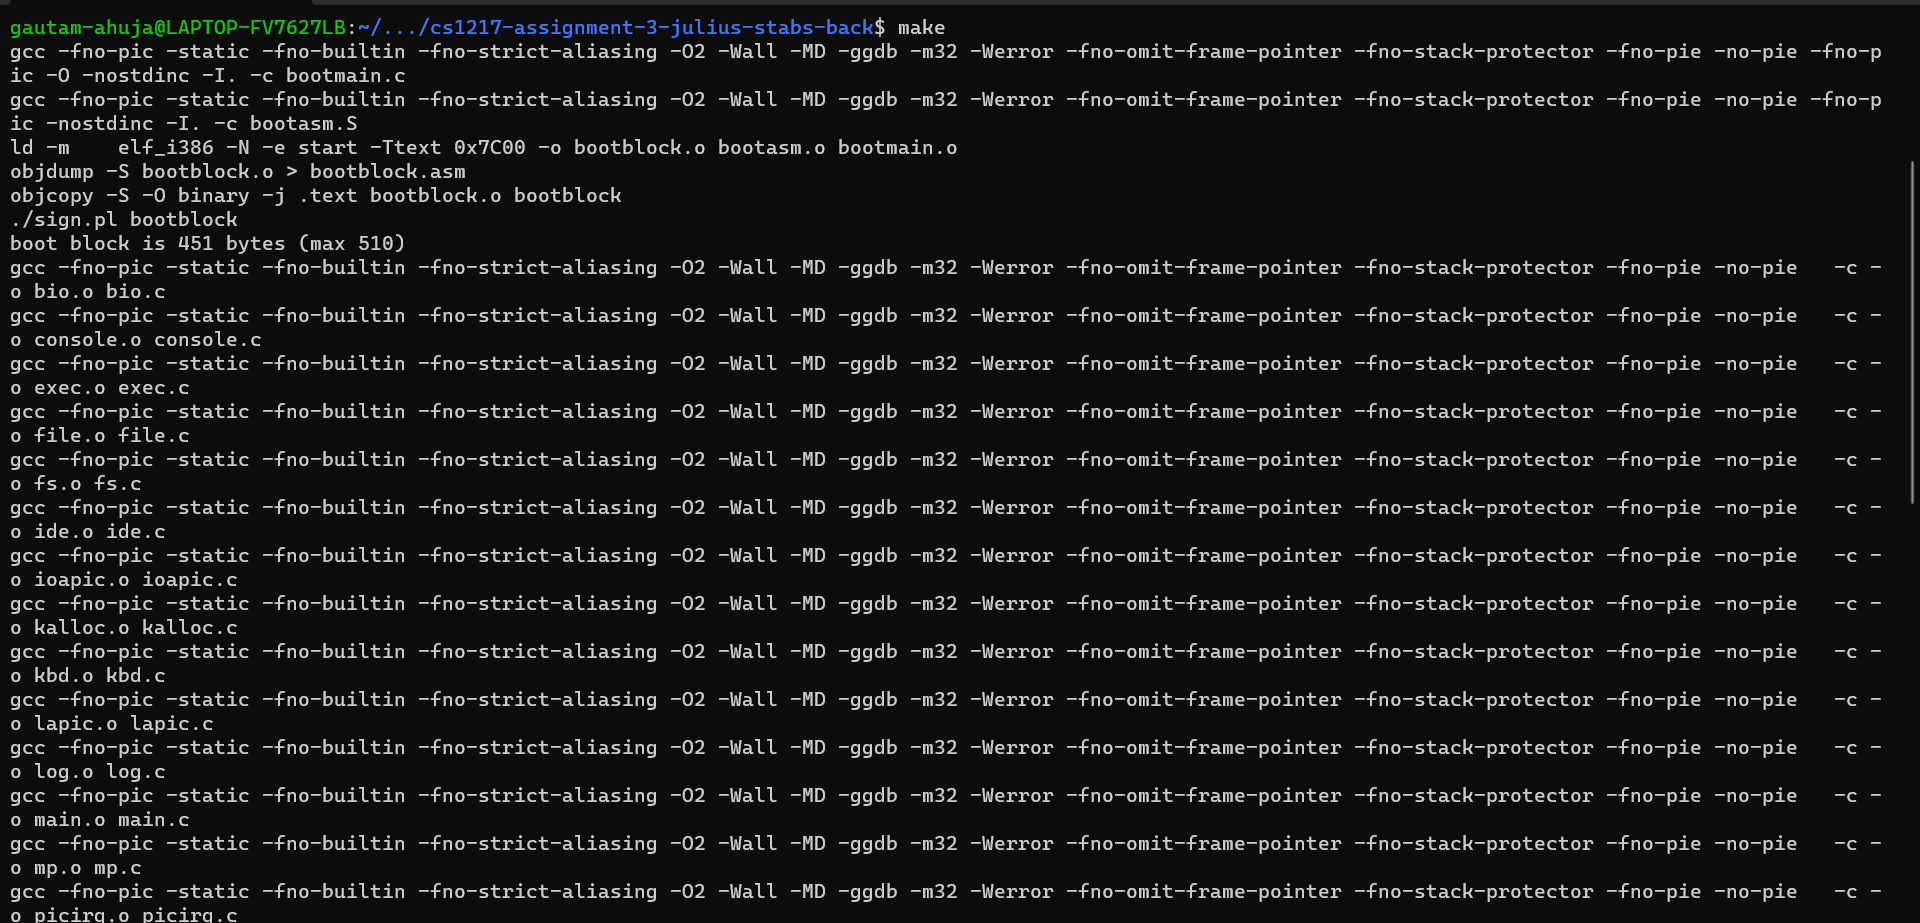 gautam-ahuja@LAPTOP-FV7627LB:~/.../cs1217-assignment-3-julius-stabs-back$ make
gcc -fno-pic -static -fno-builtin -fno-strict-aliasing -O2 -Wall -MD -ggdb -m32 -Werror -fno-omit-frame-pointer -fno-stack-protector -fno-pie -no-pie -fno-p
ic -O -nostdinc -I. -c bootmain.c
gcc -fno-pic -static -fno-builtin -fno-strict-aliasing -O2 -Wall -MD -ggdb -m32 -Werror -fno-omit-frame-pointer -fno-stack-protector -fno-pie -no-pie -fno-p
ic -nostdinc -I. -c bootasm.S
ld -m    elf_i386 -N -e start -Ttext 0x7C00 -o bootblock.o bootasm.o bootmain.o
objdump -S bootblock.o > bootblock.asm
objcopy -S -O binary -j .text bootblock.o bootblock
./sign.pl bootblock
boot block is 451 bytes (max 510)
gcc -fno-pic -static -fno-builtin -fno-strict-aliasing -O2 -Wall -MD -ggdb -m32 -Werror -fno-omit-frame-pointer -fno-stack-protector -fno-pie -no-pie   -c -
o bio.o bio.c
gcc -fno-pic -static -fno-builtin -fno-strict-aliasing -O2 -Wall -MD -ggdb -m32 -Werror -fno-omit-frame-pointer -fno-stack-protector -fno-pie -no-pie   -c -
o console.o console.c
gcc -fno-pic -static -fno-builtin -fno-strict-aliasing -O2 -Wall -MD -ggdb -m32 -Werror -fno-omit-frame-pointer -fno-stack-protector -fno-pie -no-pie   -c -
o exec.o exec.c
gcc -fno-pic -static -fno-builtin -fno-strict-aliasing -O2 -Wall -MD -ggdb -m32 -Werror -fno-omit-frame-pointer -fno-stack-protector -fno-pie -no-pie   -c -
o file.o file.c
gcc -fno-pic -static -fno-builtin -fno-strict-aliasing -O2 -Wall -MD -ggdb -m32 -Werror -fno-omit-frame-pointer -fno-stack-protector -fno-pie -no-pie   -c -
o fs.o fs.c
gcc -fno-pic -static -fno-builtin -fno-strict-aliasing -O2 -Wall -MD -ggdb -m32 -Werror -fno-omit-frame-pointer -fno-stack-protector -fno-pie -no-pie   -c -
o ide.o ide.c
gcc -fno-pic -static -fno-builtin -fno-strict-aliasing -O2 -Wall -MD -ggdb -m32 -Werror -fno-omit-frame-pointer -fno-stack-protector -fno-pie -no-pie   -c -
o ioapic.o ioapic.c
gcc -fno-pic -static -fno-builtin -fno-strict-aliasing -O2 -Wall -MD -ggdb -m32 -Werror -fno-omit-frame-pointer -fno-stack-protector -fno-pie -no-pie   -c -
o kalloc.o kalloc.c
gcc -fno-pic -static -fno-builtin -fno-strict-aliasing -O2 -Wall -MD -ggdb -m32 -Werror -fno-omit-frame-pointer -fno-stack-protector -fno-pie -no-pie   -c -
o kbd.o kbd.c
gcc -fno-pic -static -fno-builtin -fno-strict-aliasing -O2 -Wall -MD -ggdb -m32 -Werror -fno-omit-frame-pointer -fno-stack-protector -fno-pie -no-pie   -c -
o lapic.o lapic.c
gcc -fno-pic -static -fno-builtin -fno-strict-aliasing -O2 -Wall -MD -ggdb -m32 -Werror -fno-omit-frame-pointer -fno-stack-protector -fno-pie -no-pie   -c -
o log.o log.c
gcc -fno-pic -static -fno-builtin -fno-strict-aliasing -O2 -Wall -MD -ggdb -m32 -Werror -fno-omit-frame-pointer -fno-stack-protector -fno-pie -no-pie   -c -
o main.o main.c
gcc -fno-pic -static -fno-builtin -fno-strict-aliasing -O2 -Wall -MD -ggdb -m32 -Werror -fno-omit-frame-pointer -fno-stack-protector -fno-pie -no-pie   -c -
o mp.o mp.c
gcc -fno-pic -static -fno-builtin -fno-strict-aliasing -O2 -Wall -MD -ggdb -m32 -Werror -fno-omit-frame-pointer -fno-stack-protector -fno-pie -no-pie   -c -
o picirq.o picirq.c